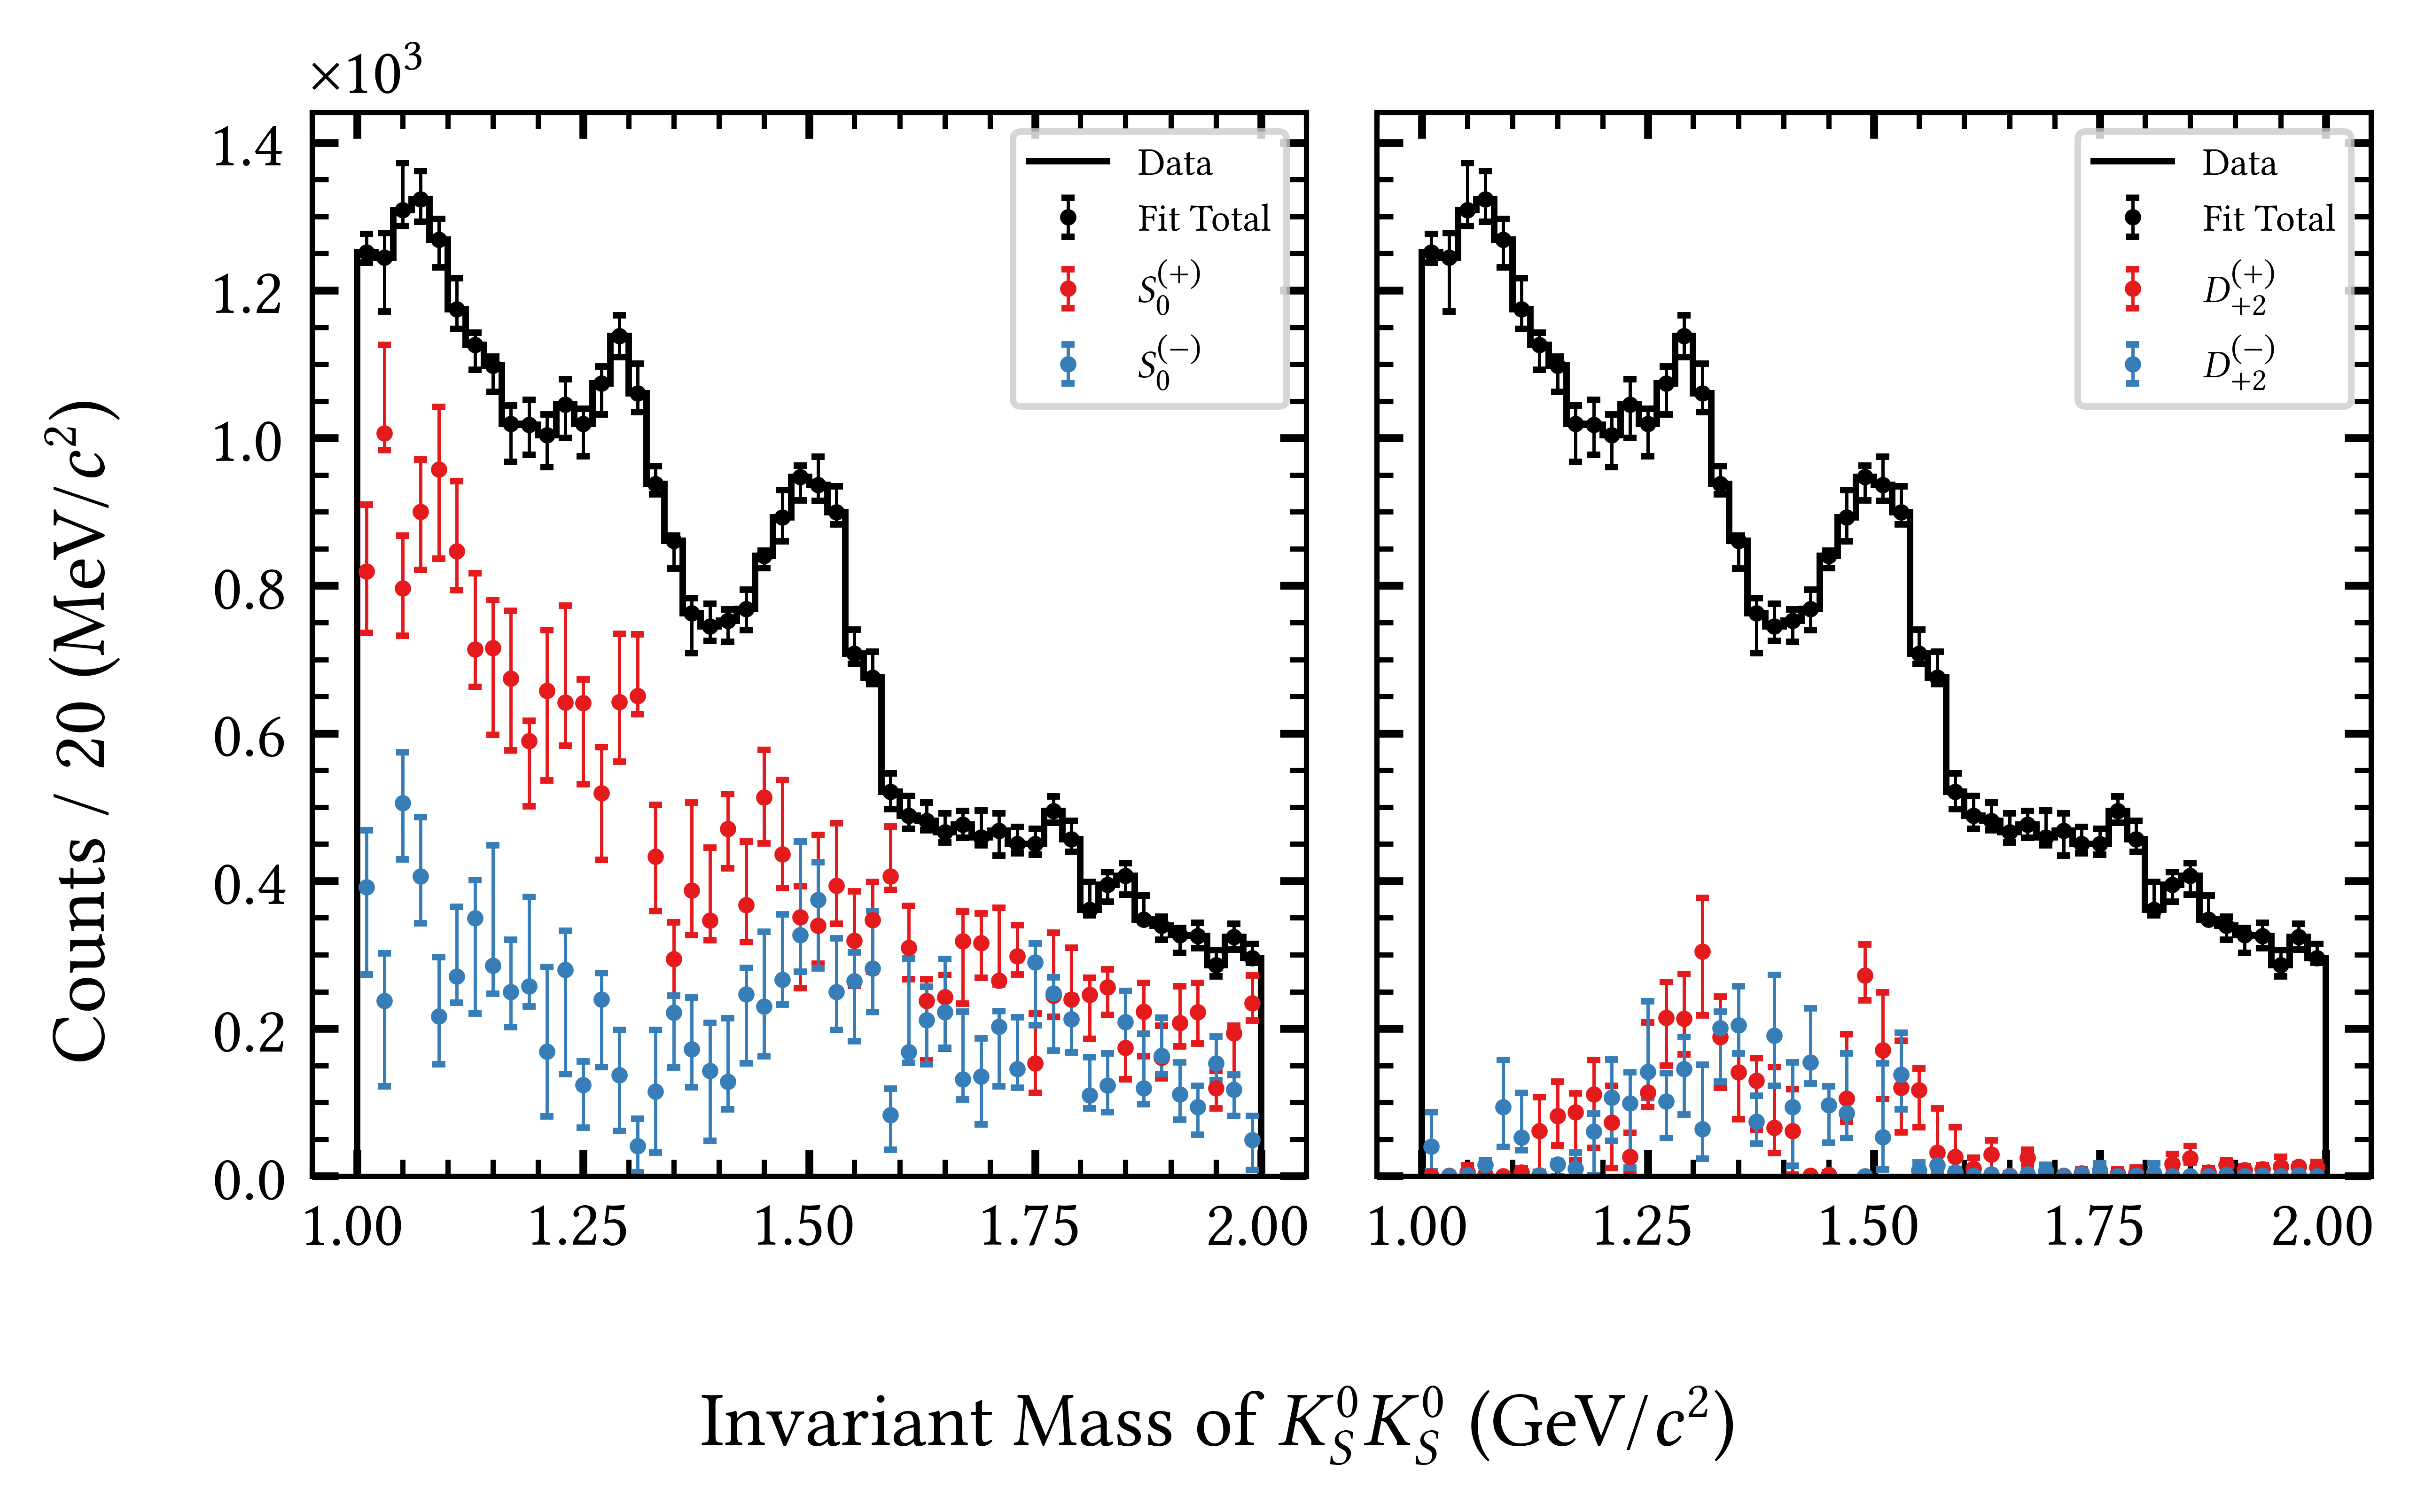 ×10³
1.4
1.2
1.0
0.8
0.6
0.4
0.2
0.0
Counts / 20 (MeV/c²)
Data
Fit Total
S₀⁽⁺⁾
S₀⁽⁻⁾
1.00 1.25 1.50 1.75 2.00
Data
Fit Total
D₊₂⁽⁺⁾
D₊₂⁽⁻⁾
1.00 1.25 1.50 1.75 2.00
Invariant Mass of K_S⁰K_S⁰ (GeV/c²)